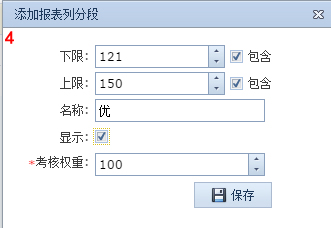 添加报表列分段
4
下限: 121 包含
上限: 150 包含
名称: 优
显示:
*考核权重: 100
保存